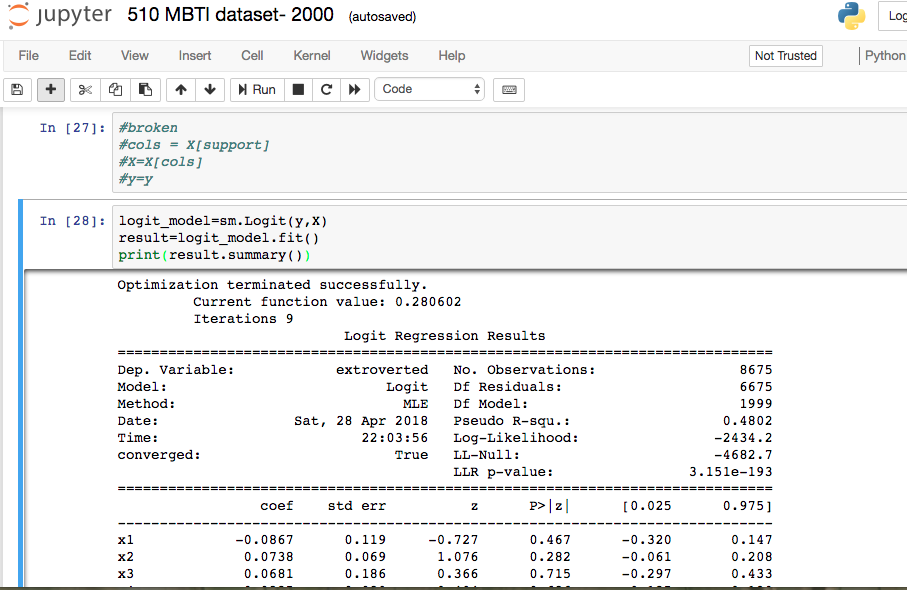 jupyter 510 MBTI dataset- 2000 (autosaved)
Log
File Edit View Insert Cell Kernel Widgets Help Not Trusted Python
Run Code
In [27]: #broken
#cols = X[support]
#X=X[cols]
#y=y
In [28]: logit_model=sm.Logit(y,X)
result=logit_model.fit()
print(result.summary())
Optimization terminated successfully.
Current function value: 0.280602
Iterations 9
Logit Regression Results
==============================================================================
Dep. Variable: extroverted No. Observations: 8675
Model: Logit Df Residuals: 6675
Method: MLE Df Model: 1999
Date: Sat, 28 Apr 2018 Pseudo R-squ.: 0.4802
Time: 22:03:56 Log-Likelihood: -2434.2
converged: True LL-Null: -4682.7
LLR p-value: 3.151e-193
==============================================================================
coef std err z P>|z| [0.025 0.975]
------------------------------------------------------------------------------
x1 -0.0867 0.119 -0.727 0.467 -0.320 0.147
x2 0.0738 0.069 1.076 0.282 -0.061 0.208
x3 0.0681 0.186 0.366 0.715 -0.297 0.433